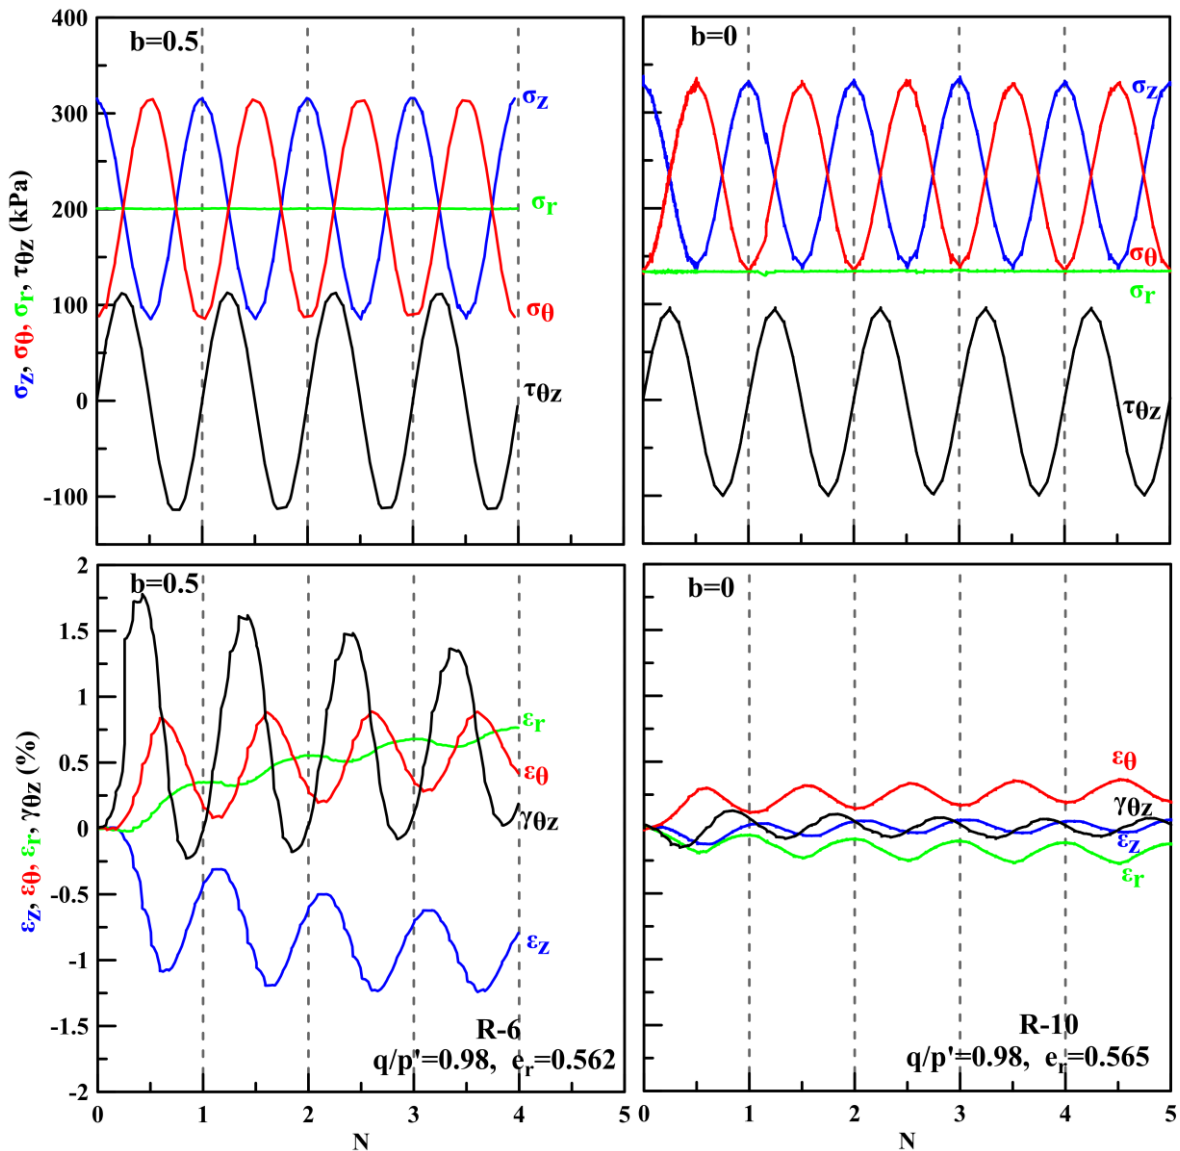 400
300
200
100
0
-100
σz, σθ, σr, τθz (kPa)
b=0.5
σz
σr
σθ
τθz
b=0
σz
σθ
σr
τθz
2
1.5
1
0.5
0
-0.5
-1
-1.5
-2
εz, εθ, εr, γθz (%)
b=0.5
εr
εθ
γθz
εz
R-6
q/p'=0.98, er=0.562
0 1 2 3 4 5
N
b=0
εθ
γθz
εz
εr
R-10
q/p'=0.98, er=0.565
0 1 2 3 4 5
N